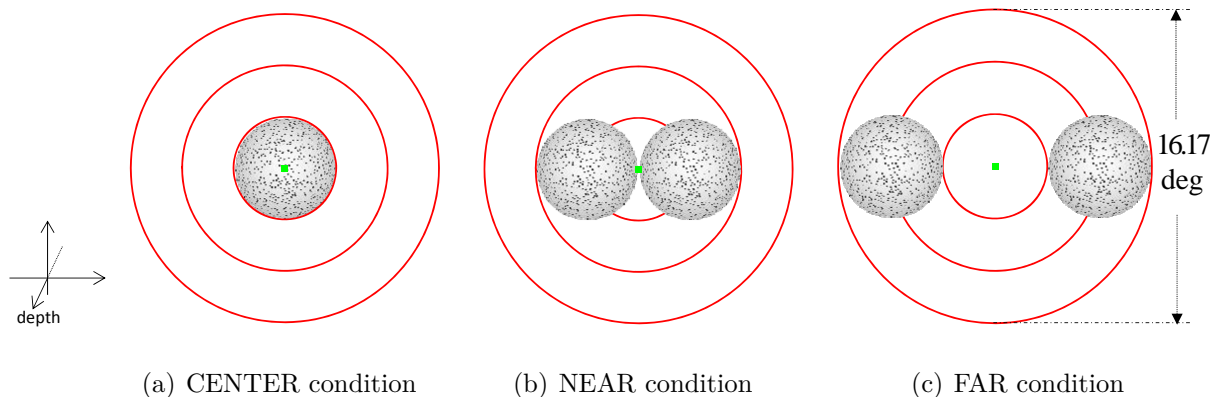 16.17
deg
depth
(a) CENTER condition
(b) NEAR condition
(c) FAR condition